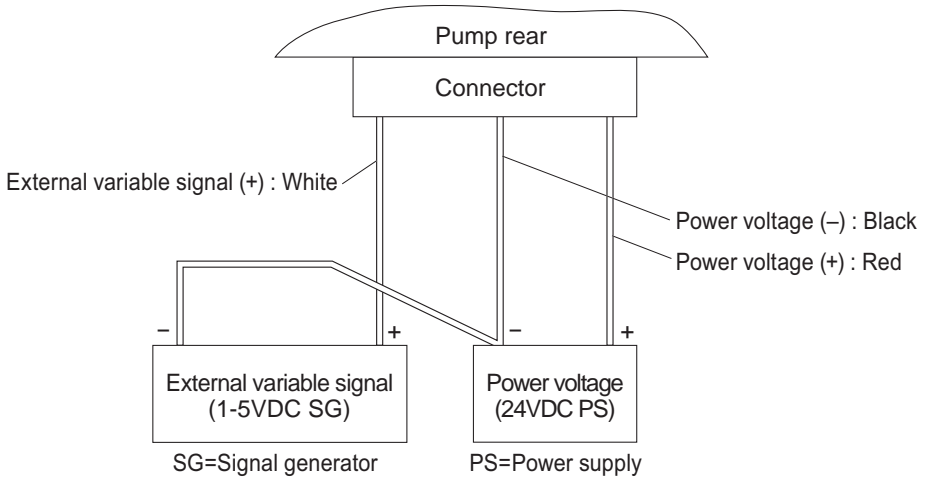 Pump rear
Connector
External variable signal (+) : White
Power voltage (–) : Black
Power voltage (+) : Red
– + – +
External variable signal
(1-5VDC SG)
Power voltage
(24VDC PS)
SG=Signal generator
PS=Power supply